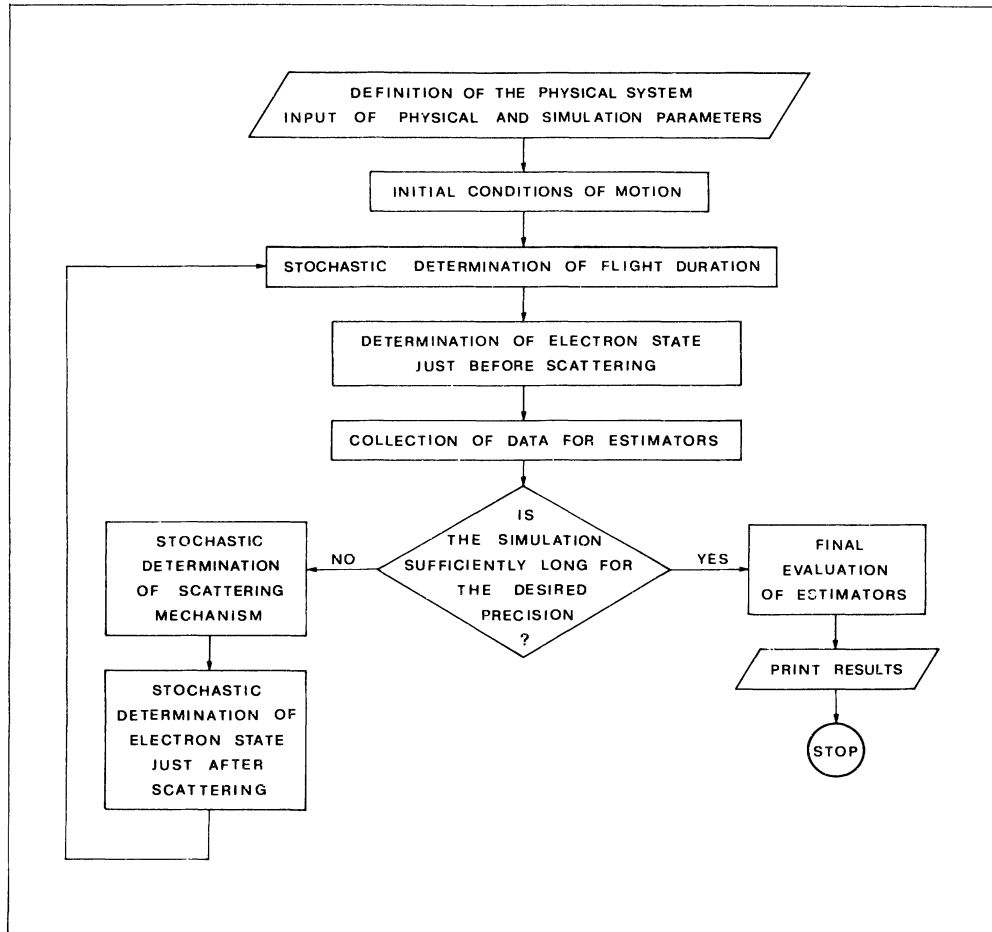 DEFINITION OF THE PHYSICAL SYSTEM
INPUT OF PHYSICAL AND SIMULATION PARAMETERS
INITIAL CONDITIONS OF MOTION
STOCHASTIC DETERMINATION OF FLIGHT DURATION
DETERMINATION OF ELECTRON STATE
JUST BEFORE SCATTERING
COLLECTION OF DATA FOR ESTIMATORS
IS
THE SIMULATION
SUFFICIENTLY LONG FOR
THE DESIRED
PRECISION
?
NO
STOCHASTIC
DETERMINATION
OF SCATTERING
MECHANISM
STOCHASTIC
DETERMINATION OF
ELECTRON STATE
JUST AFTER
SCATTERING
YES
FINAL
EVALUATION
OF ESTIMATORS
PRINT RESULTS
STOP